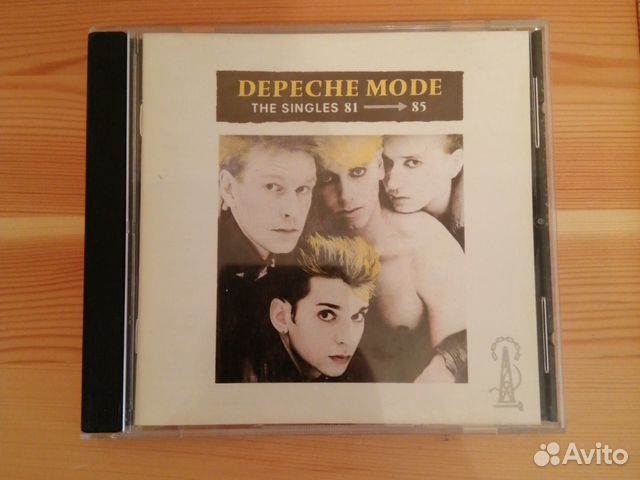 DEPECHE MODE
THE SINGLES 81 → 85
Avito